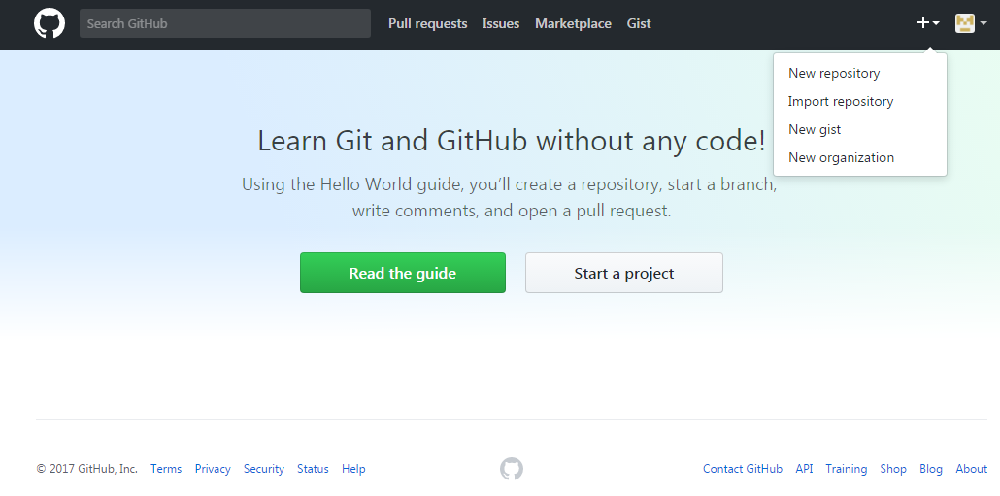 Search GitHub Pull requests Issues Marketplace Gist
New repository
Import repository
New gist
New organization
Learn Git and GitHub without any code!
Using the Hello World guide, you’ll create a repository, start a branch,
write comments, and open a pull request.
Read the guide Start a project
© 2017 GitHub, Inc. Terms Privacy Security Status Help Contact GitHub API Training Shop Blog About